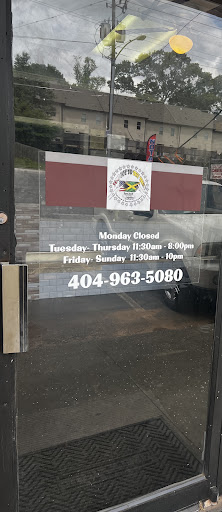 Monday Closed
Tuesday- Thursday 11:30am - 8:00pm
Friday- Sunday 11:30am - 10pm
404-963-5080